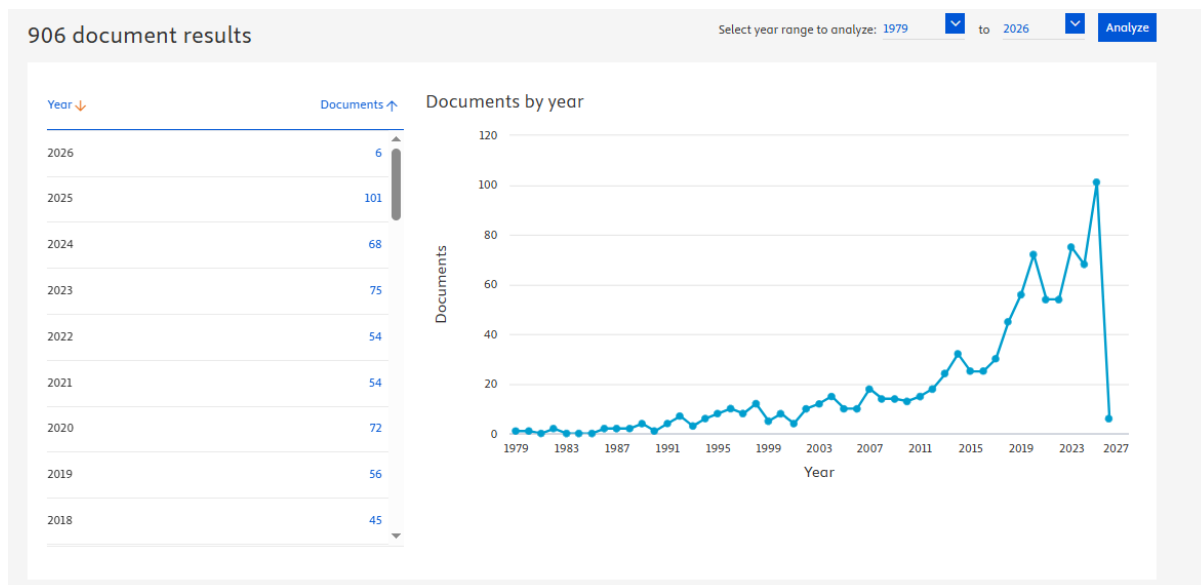 906 document results
Select year range to analyze: 1979 to 2026 Analyze
Year Documents
2026 6
2025 101
2024 68
2023 75
2022 54
2021 54
2020 72
2019 56
2018 45
Documents by year
120
100
80
60
40
20
0
Documents
1979 1983 1987 1991 1995 1999 2003 2007 2011 2015 2019 2023 2027
Year